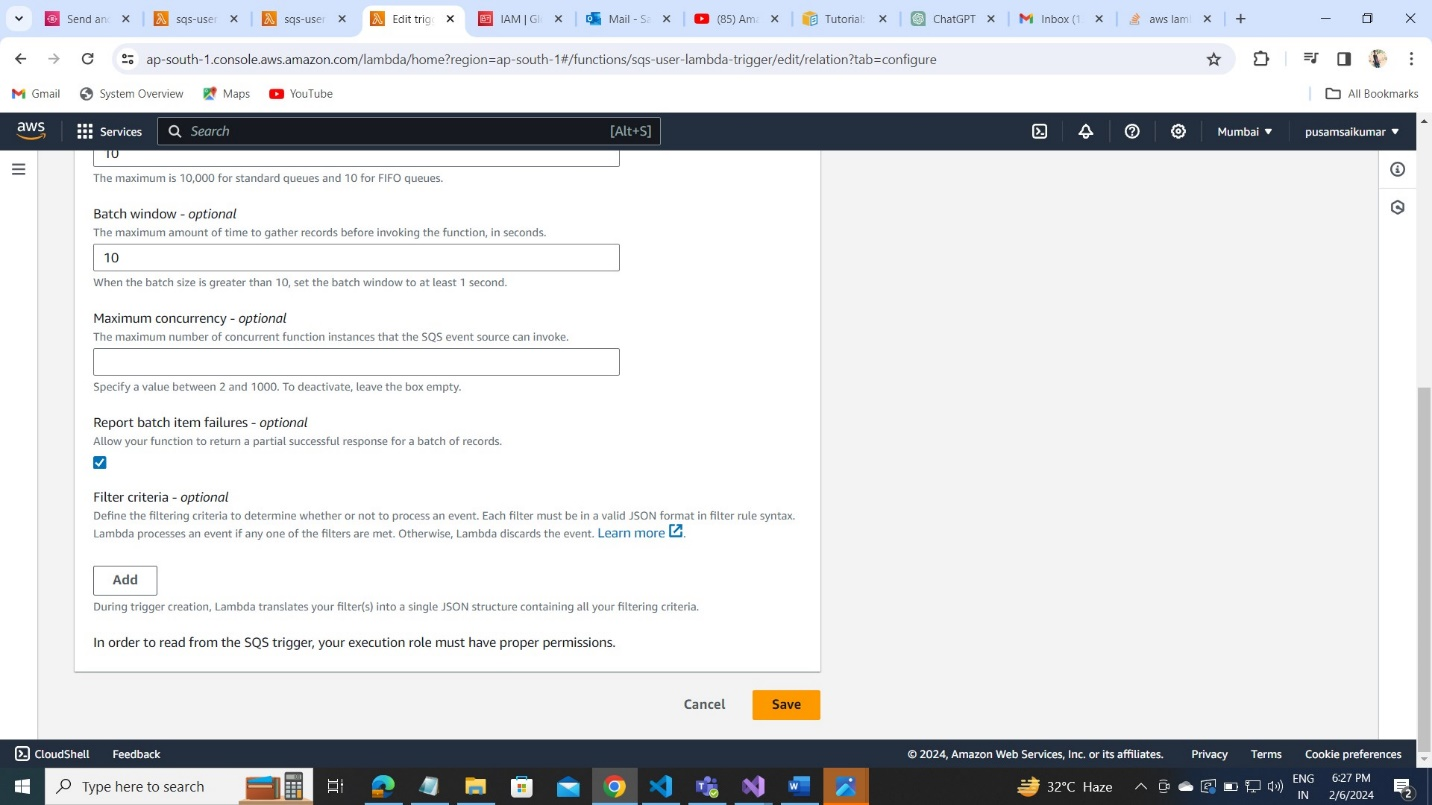 Send and
sqs-user
sqs-user
Edit trig
IAM | Gl
Mail - Sa
(85) Ama
Tutorial:
ChatGPT
Inbox (1
aws lam
ap-south-1.console.aws.amazon.com/lambda/home?region=ap-south-1#/functions/sqs-user-lambda-trigger/edit/relation?tab=configure
Gmail System Overview Maps YouTube All Bookmarks
aws Services Search [Alt+S] Mumbai pusamsaikumar
10
The maximum is 10,000 for standard queues and 10 for FIFO queues.
Batch window - optional
The maximum amount of time to gather records before invoking the function, in seconds.
10
When the batch size is greater than 10, set the batch window to at least 1 second.
Maximum concurrency - optional
The maximum number of concurrent function instances that the SQS event source can invoke.
Specify a value between 2 and 1000. To deactivate, leave the box empty.
Report batch item failures - optional
Allow your function to return a partial successful response for a batch of records.
Filter criteria - optional
Define the filtering criteria to determine whether or not to process an event. Each filter must be in a valid JSON format in filter rule syntax.
Lambda processes an event if any one of the filters are met. Otherwise, Lambda discards the event. Learn more.
Add
During trigger creation, Lambda translates your filter(s) into a single JSON structure containing all your filtering criteria.
In order to read from the SQS trigger, your execution role must have proper permissions.
Cancel Save
CloudShell Feedback © 2024, Amazon Web Services, Inc. or its affiliates. Privacy Terms Cookie preferences
Type here to search 32°C Haze ENG 6:27 PM
IN 2/6/2024 2